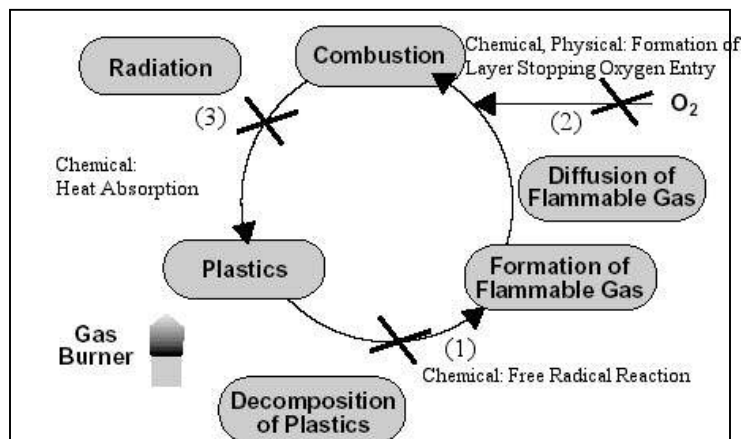 Combustion
Chemical, Physical: Formation of
Layer Stopping Oxygen Entry
Radiation
(3)
(2)
O2
Chemical:
Heat Absorption
Diffusion of
Flammable Gas
Plastics
Formation of
Flammable Gas
Gas
Burner
(1)
Chemical: Free Radical Reaction
Decomposition
of Plastics